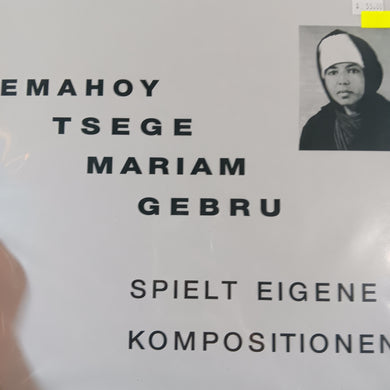 EMAHOY
TSEGE
MARIAM
GEBRU
SPIELT EIGENE
KOMPOSITIONEN